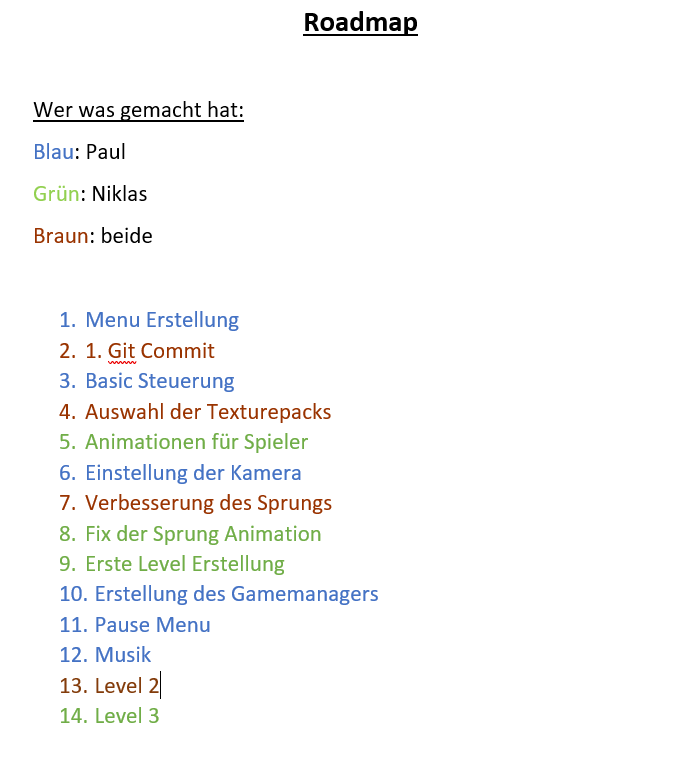 Roadmap
Wer was gemacht hat:
Blau: Paul
Grün: Niklas
Braun: beide
1. Menu Erstellung
2. 1. Git Commit
3. Basic Steuerung
4. Auswahl der Texturepacks
5. Animationen für Spieler
6. Einstellung der Kamera
7. Verbesserung des Sprungs
8. Fix der Sprung Animation
9. Erste Level Erstellung
10. Erstellung des Gamemanagers
11. Pause Menu
12. Musik
13. Level 2
14. Level 3